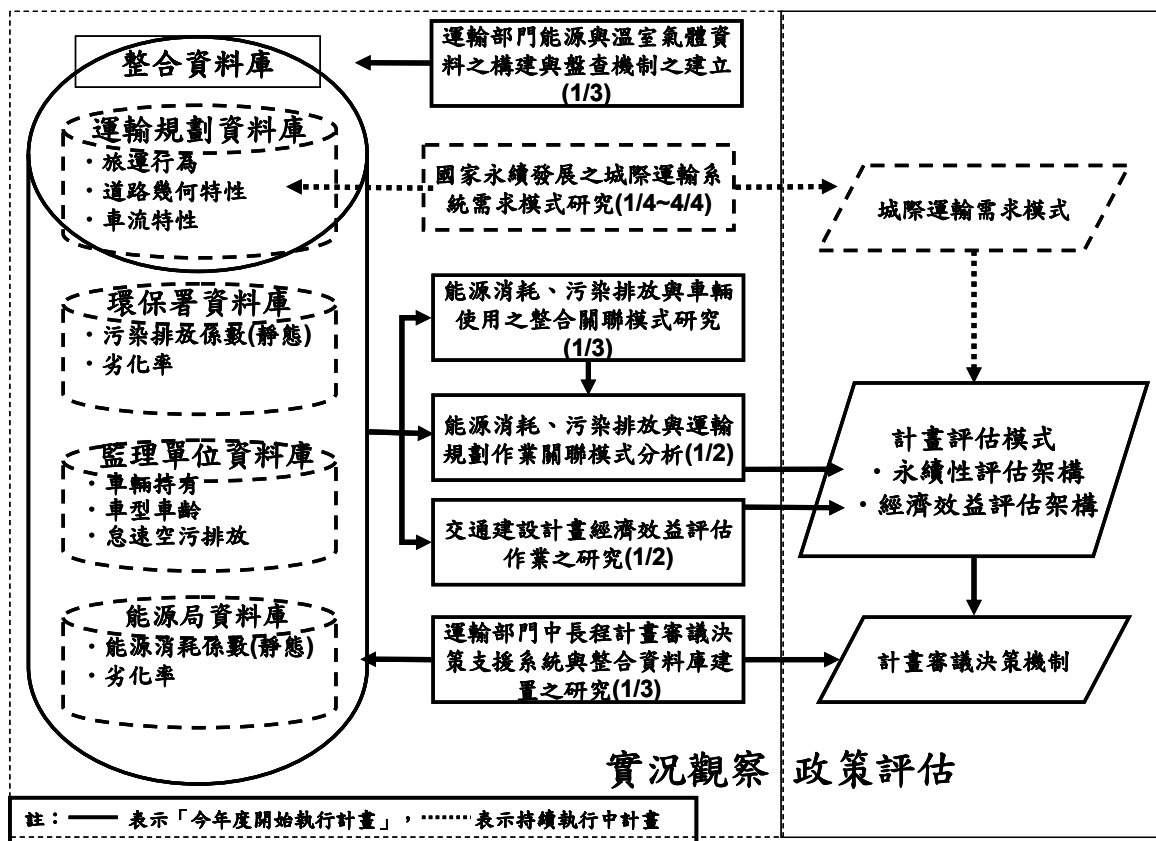 整合資料庫
運輸規劃資料庫
・旅運行為
・道路幾何特性
・車流特性
環保署資料庫
・污染排放係數(靜態)
・劣化率
監理單位資料庫
・車輛持有
・車型車齡
・怠速空污排放
能源局資料庫
・能源消耗係數(靜態)
・劣化率
運輸部門能源與溫室氣體資
料之構建與盤查機制之建立
(1/3)
國家永續發展之城際運輸系
統需求模式研究(1/4~4/4)
能源消耗、污染排放與車輛
使用之整合關聯模式研究
(1/3)
能源消耗、污染排放與運輸
規劃作業關聯模式分析(1/2)
交通建設計畫經濟效益評估
作業之研究(1/2)
運輸部門中長程計畫審議決
策支援系統與整合資料庫建
置之研究(1/3)
城際運輸需求模式
計畫評估模式
・永續性評估架構
・經濟效益評估架構
計畫審議決策機制
實況觀察
政策評估
註：—— 表示「今年度開始執行計畫」，········ 表示持續執行中計畫